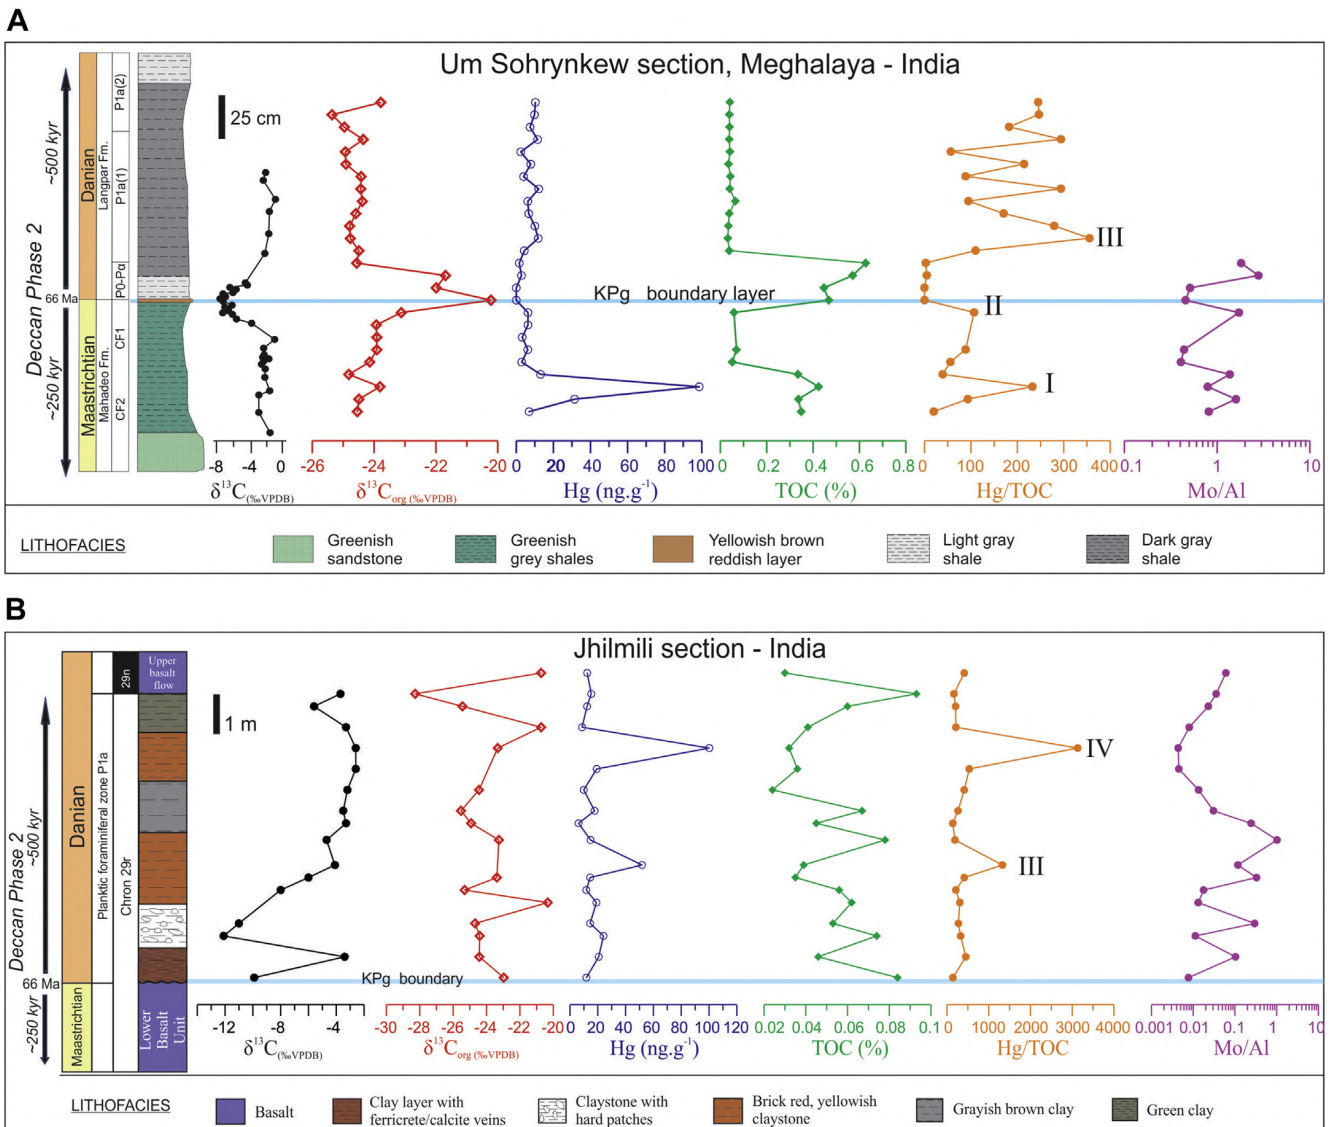 A
Um Sohrynkew section, Meghalaya - India
Deccan Phase 2
~500 kyr
~250 kyr
66 Ma
Danian
Maastrichtian
Langpar Fm.
Mahadeo Fm.
P1a(2)
P1a(1)
P0-Pα
CF1
CF2
25 cm
KPg boundary layer
I
II
III
-8 -4 0
δ¹³C(‰VPDB)
-26 -24 -22 -20
δ¹³Corg (‰VPDB)
0 20 40 60 80 100
Hg (ng.g⁻¹)
0 0.2 0.4 0.6 0.8
TOC (%)
0 100 200 300 400
Hg/TOC
0.1 1 10
Mo/Al
LITHOFACIES
Greenish
sandstone
Greenish
grey shales
Yellowish brown
reddish layer
Light gray
shale
Dark gray
shale
B
Jhilmili section - India
Deccan Phase 2
~500 kyr
~250 kyr
66 Ma
Danian
Maastrichtian
Planktic foraminiferal zone P1a
29n
Chron 29r
Upper
basalt
flow
Lower
Basalt
Unit
1 m
KPg boundary
IV
III
-12 -8 -4
δ¹³C(‰VPDB)
-30 -28 -26 -24 -22 -20
δ¹³Corg (‰VPDB)
0 20 40 60 80 100 120
Hg (ng.g⁻¹)
0.02 0.04 0.06 0.08 0.1
TOC (%)
0 1000 2000 3000 4000
Hg/TOC
0.001 0.01 0.1 1 10
Mo/Al
LITHOFACIES
Basalt
Clay layer with
ferricrete/calcite veins
Claystone with
hard patches
Brick red, yellowish
claystone
Grayish brown clay
Green clay